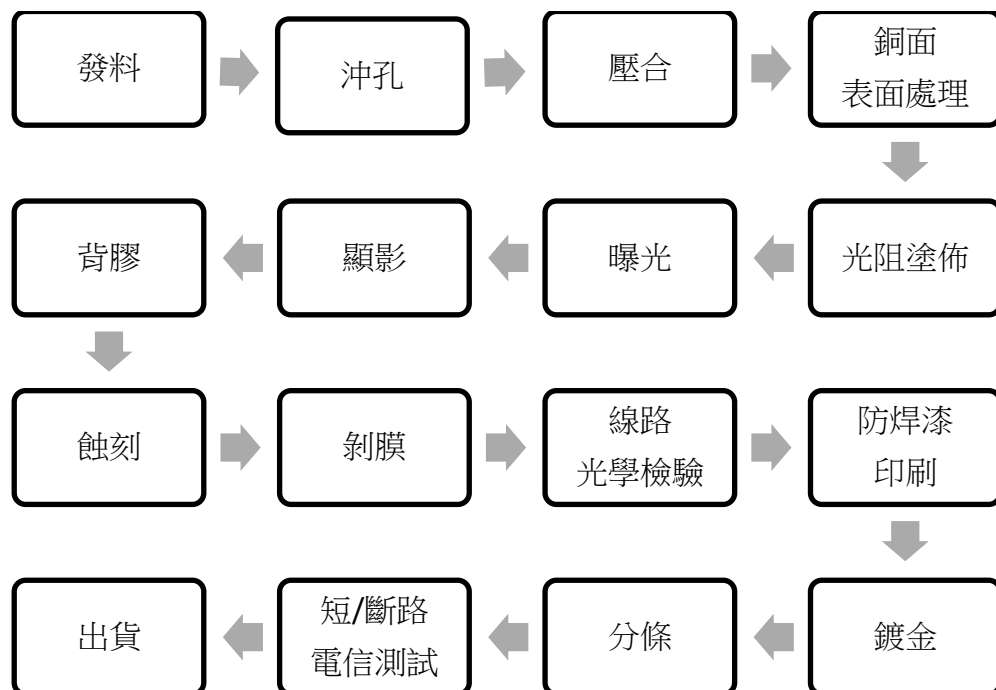 發料
沖孔
壓合
銅面
表面處理
光阻塗佈
曝光
顯影
背膠
蝕刻
剝膜
線路
光學檢驗
防焊漆
印刷
鍍金
分條
短/斷路
電信測試
出貨